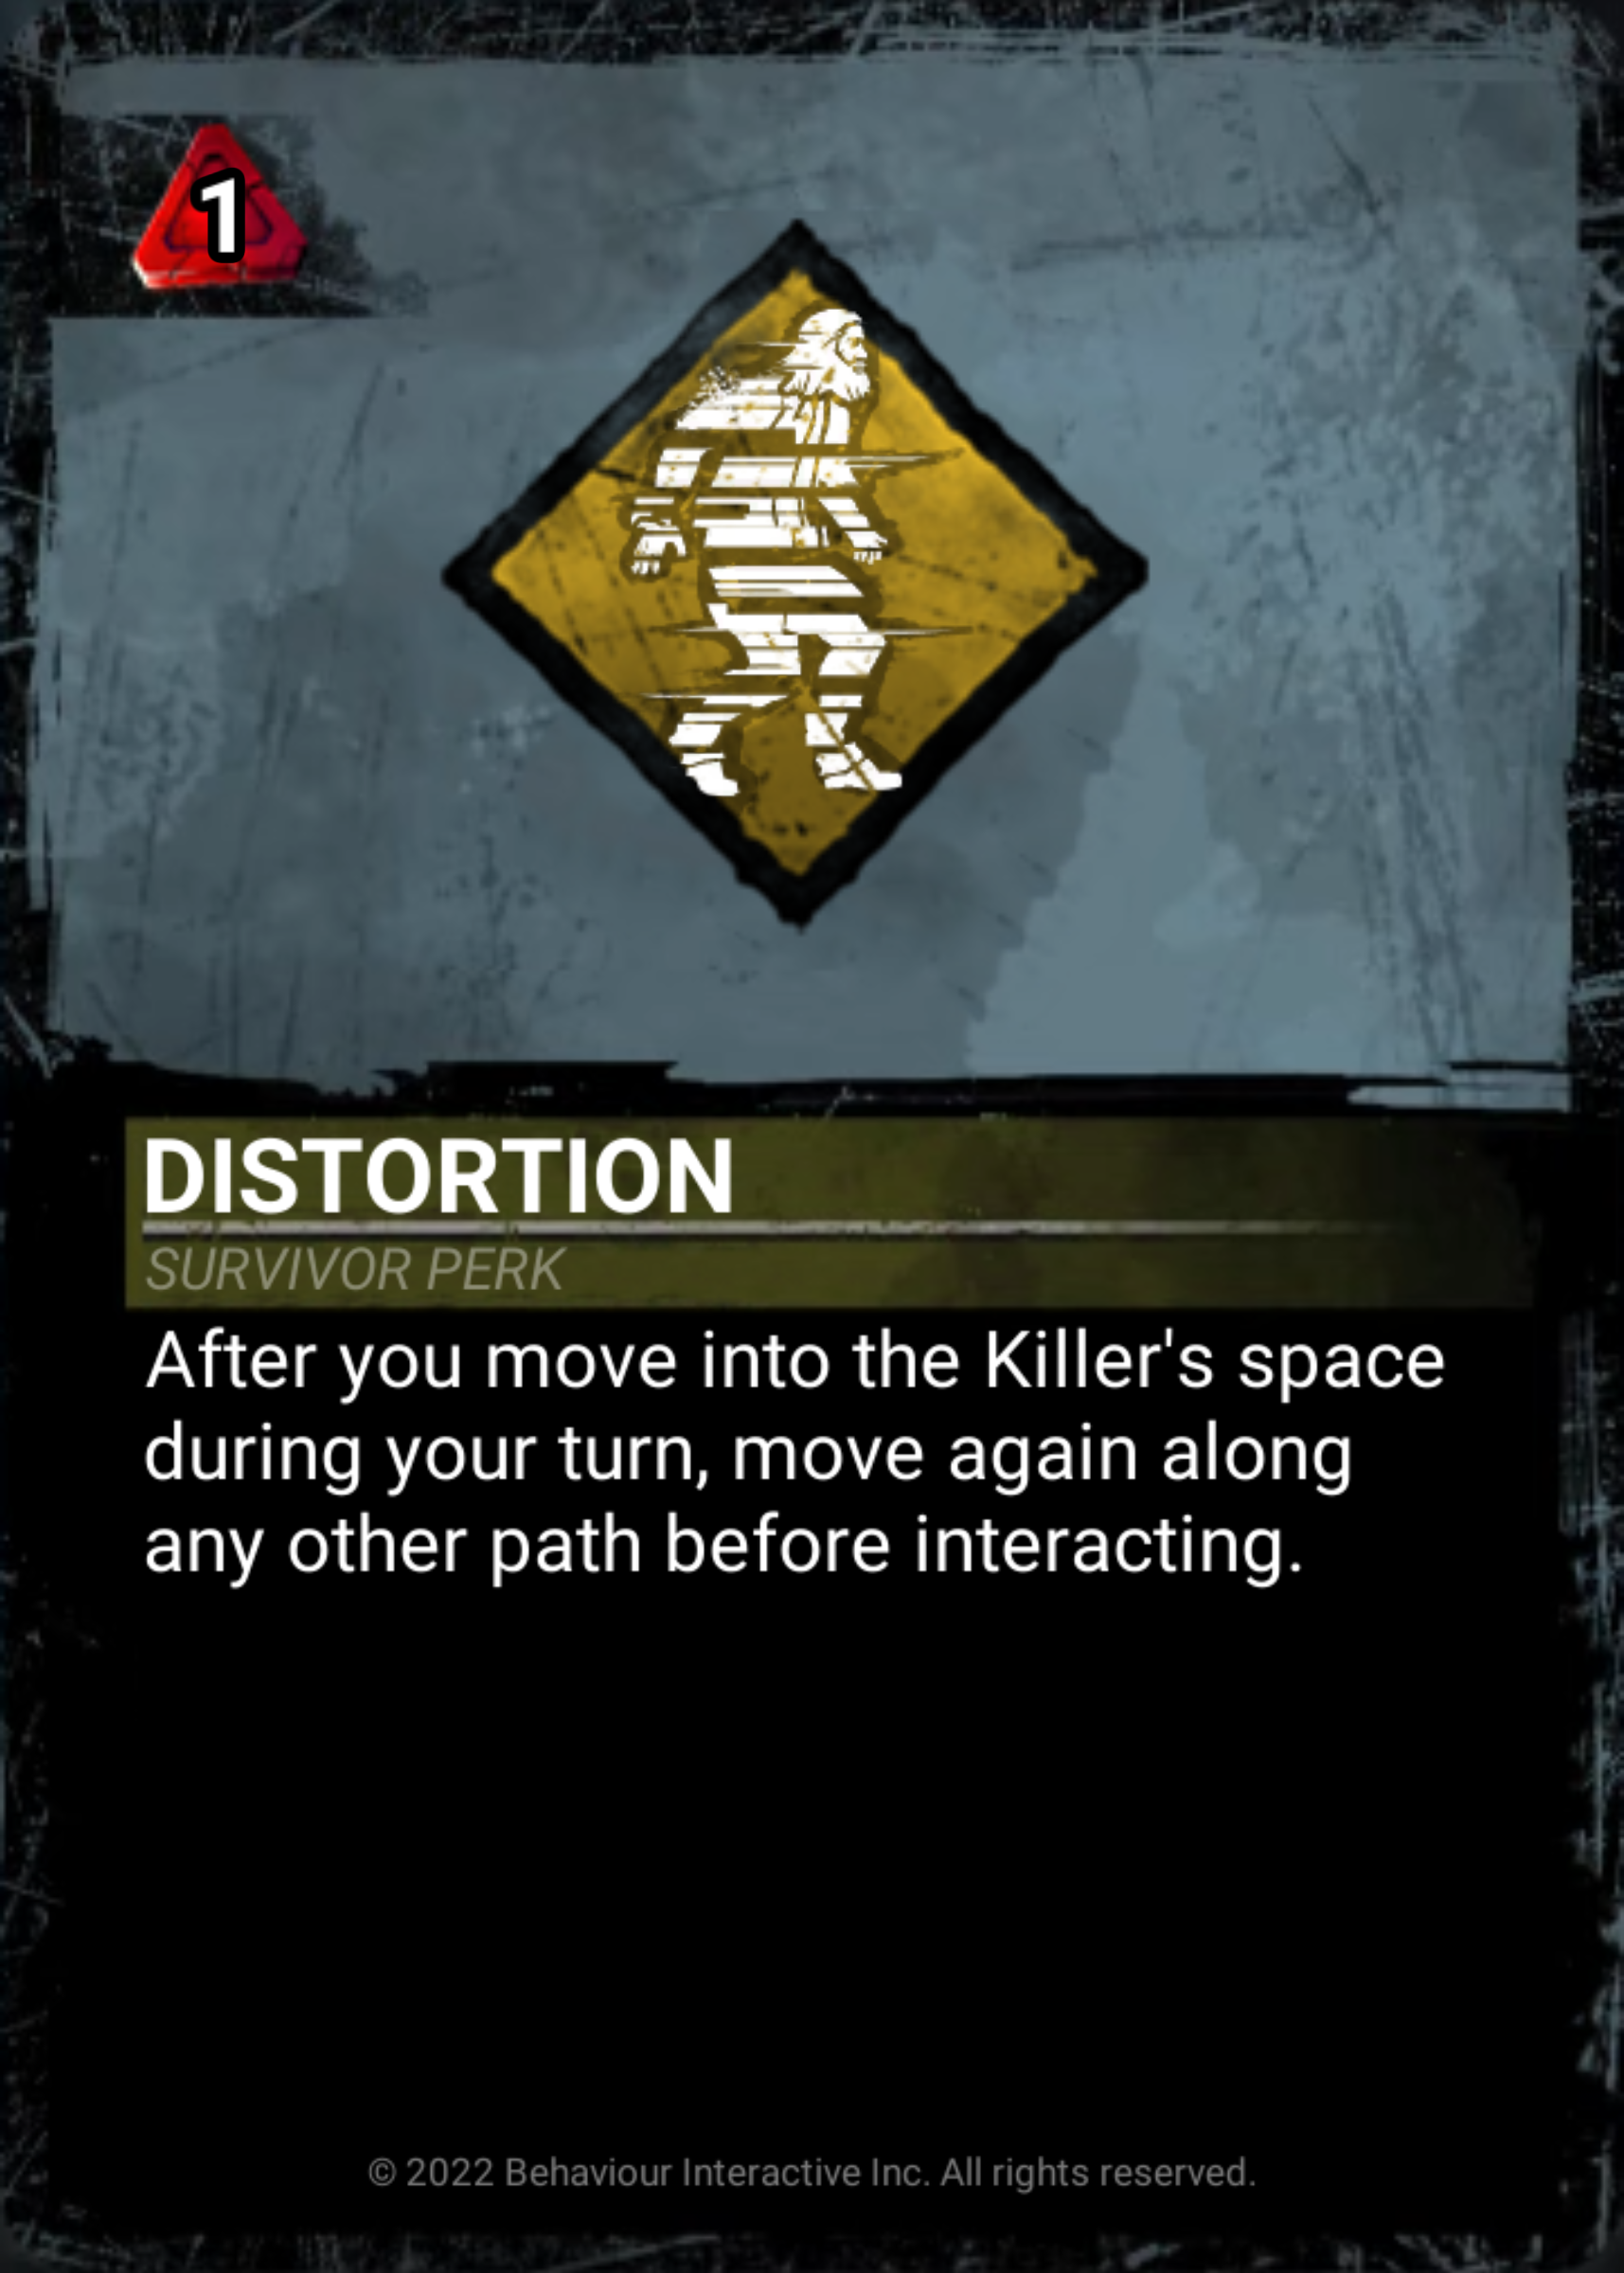 1
DISTORTION
SURVIVOR PERK
After you move into the Killer's space
during your turn, move again along
any other path before interacting.
© 2022 Behaviour Interactive Inc. All rights reserved.